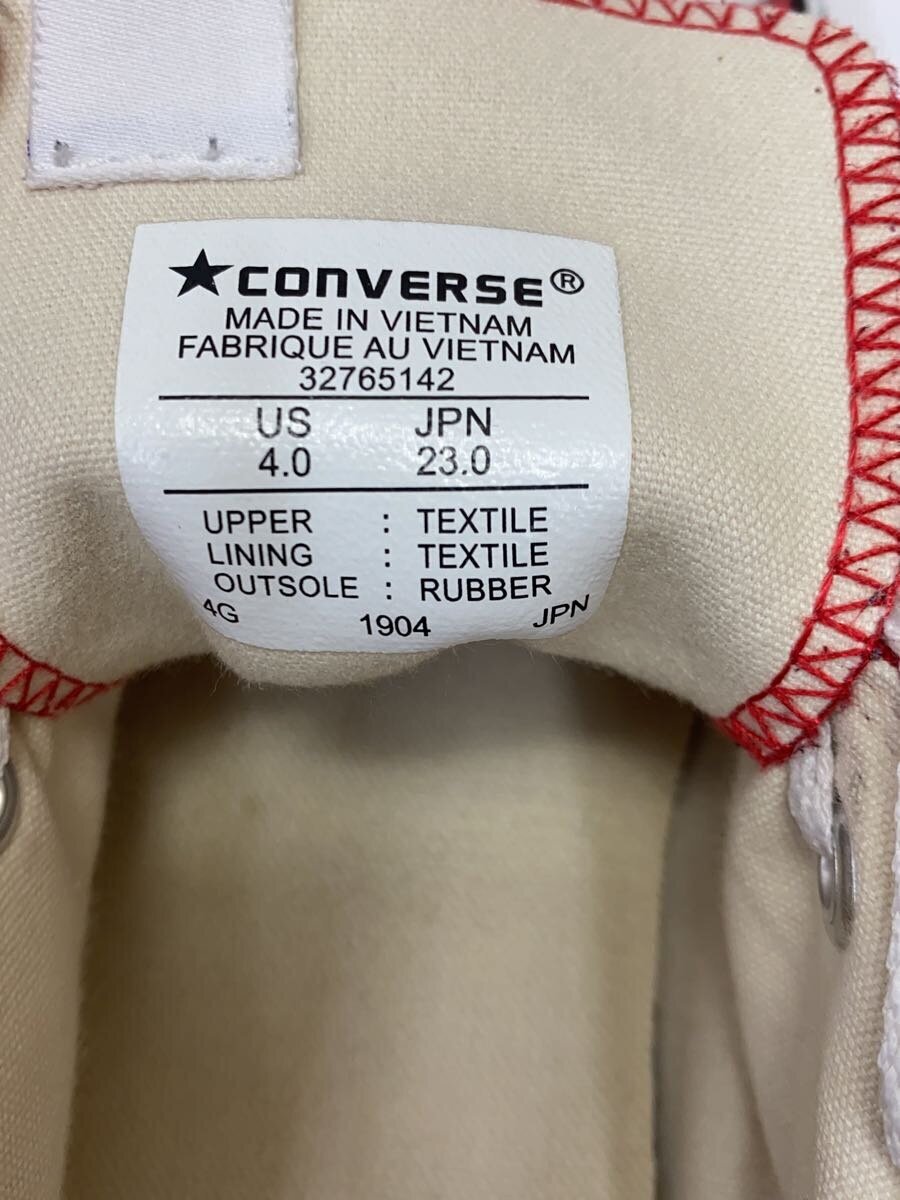 ★CONVERSE®
MADE IN VIETNAM
FABRIQUE AU VIETNAM
32765142
US JPN
4.0 23.0
UPPER : TEXTILE
LINING : TEXTILE
OUTSOLE : RUBBER
4G 1904 JPN